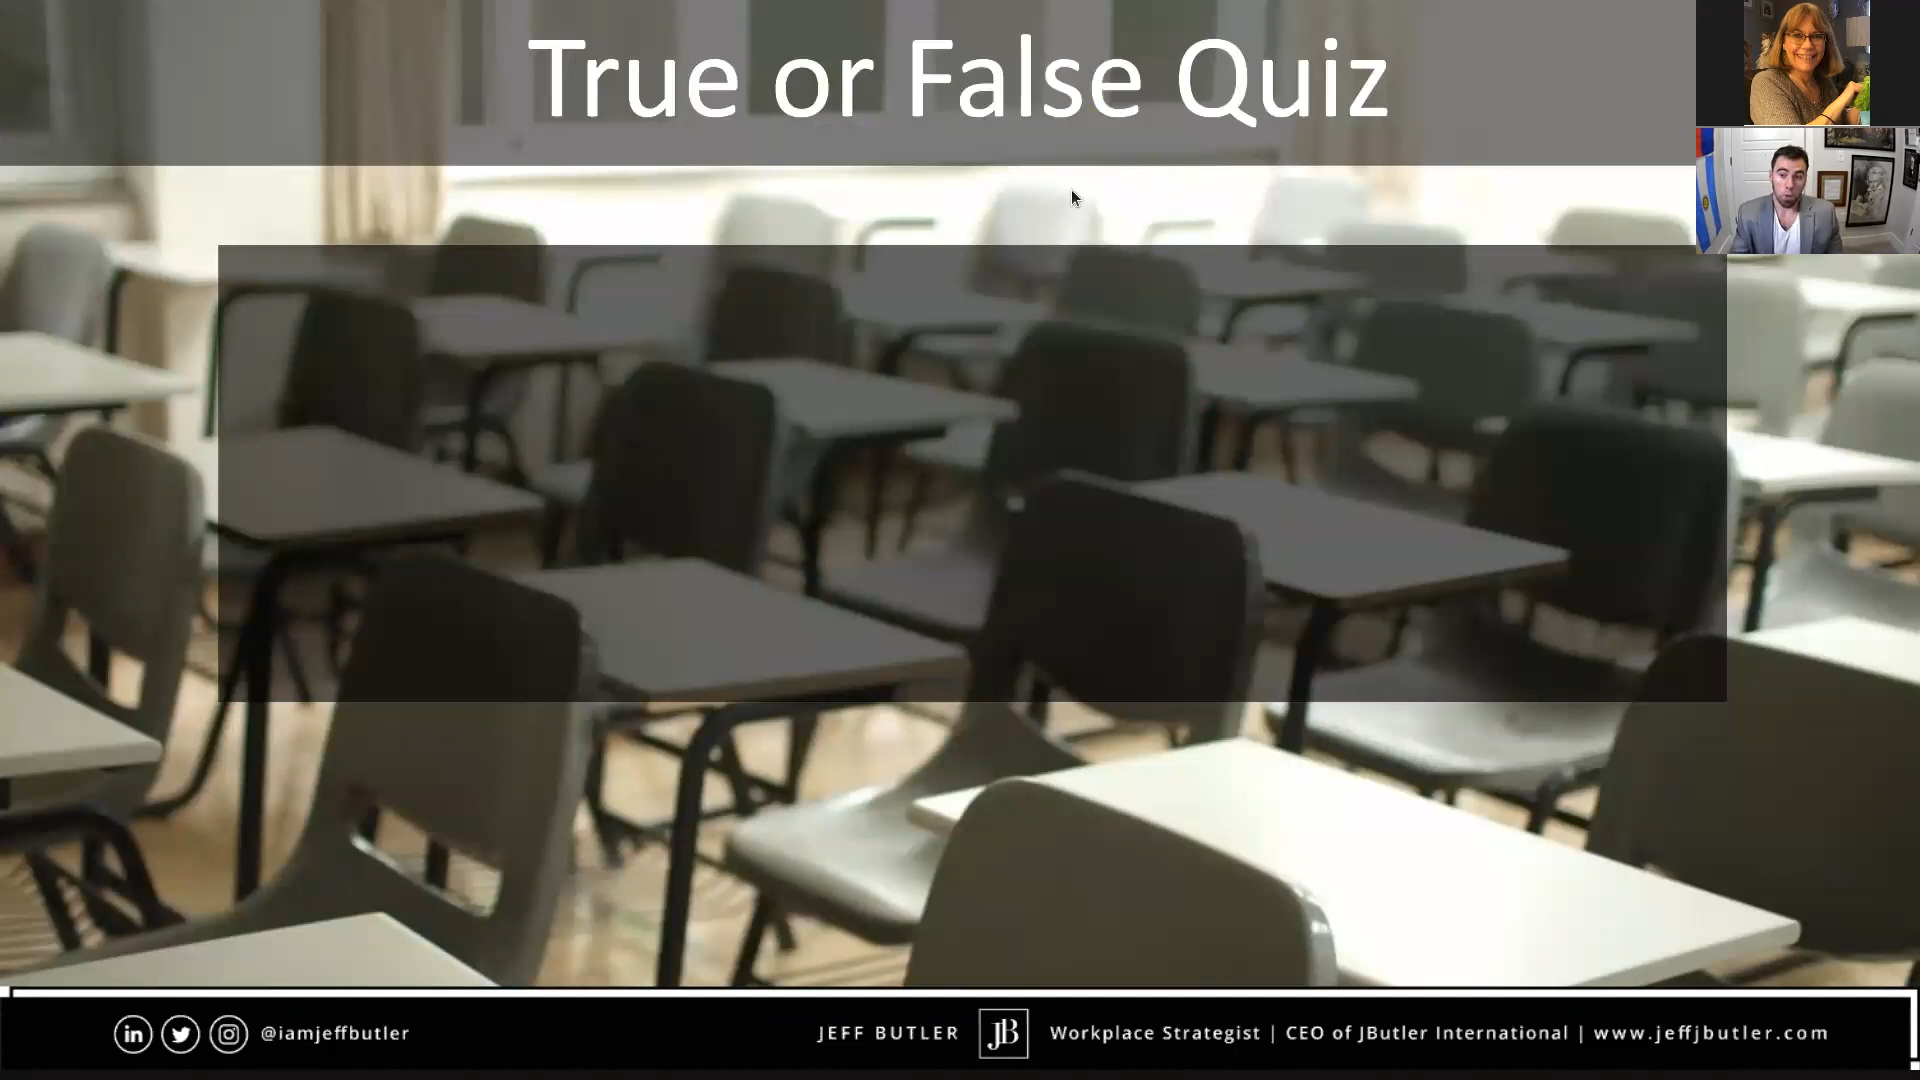 True or False Quiz
in
@iamjeffbutler
JEFF BUTLER
JB
Workplace Strategist | CEO of JButler International | www.jeffjbutler.com